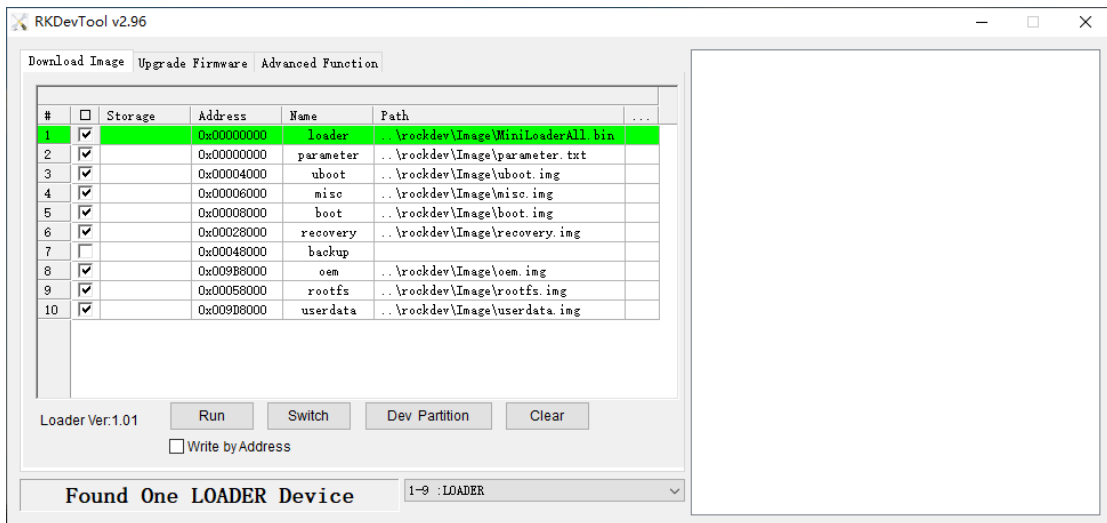 RKDevTool v2.96
Download Image Upgrade Firmware Advanced Function
# Storage Address Name Path ...
1 0x00000000 loader ..\rockdev\Image\MiniLoaderAll.bin
2 0x00000000 parameter ..\rockdev\Image\parameter.txt
3 0x00004000 uboot ..\rockdev\Image\uboot.img
4 0x00006000 misc ..\rockdev\Image\misc.img
5 0x00008000 boot ..\rockdev\Image\boot.img
6 0x00028000 recovery ..\rockdev\Image\recovery.img
7 0x00048000 backup
8 0x009B8000 oem ..\rockdev\Image\oem.img
9 0x00058000 rootfs ..\rockdev\Image\rootfs.img
10 0x009D8000 userdata ..\rockdev\Image\userdata.img
Loader Ver:1.01 Run Switch Dev Partition Clear
Write by Address
Found One LOADER Device 1-9 :LOADER